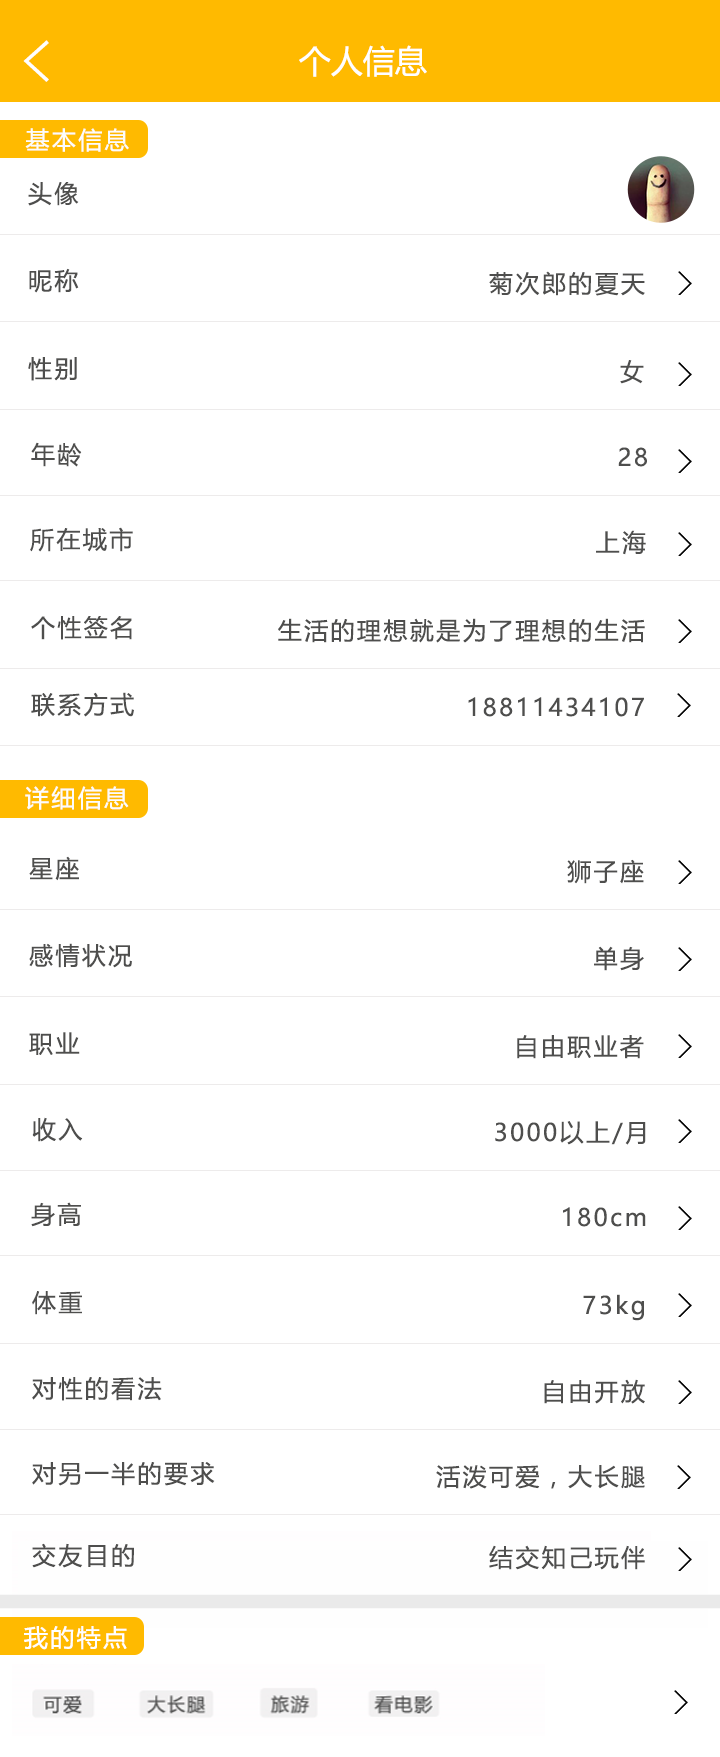 个人信息
基本信息
头像
昵称 菊次郎的夏天
性别 女
年龄 28
所在城市 上海
个性签名 生活的理想就是为了理想的生活
联系方式 18811434107
详细信息
星座 狮子座
感情状况 单身
职业 自由职业者
收入 3000以上/月
身高 180cm
体重 73kg
对性的看法 自由开放
对另一半的要求 活泼可爱，大长腿
交友目的 结交知己玩伴
我的特点
可爱 大长腿 旅游 看电影